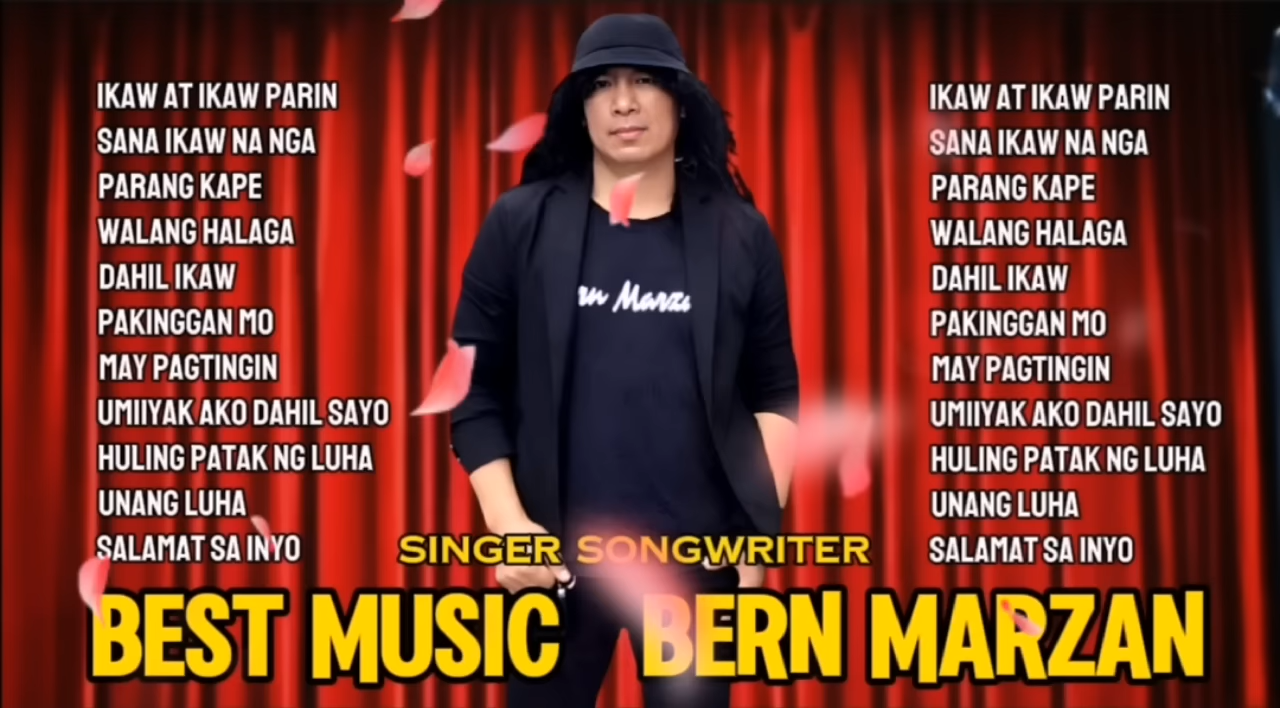 IKAW AT IKAW PARIN
SANA IKAW NA NGA
PARANG KAPE
WALANG HALAGA
DAHIL IKAW
PAKINGGAN MO
MAY PAGTINGIN
UMIIYAK AKO DAHIL SAYO
HULING PATAK NG LUHA
UNANG LUHA
SALAMAT SA INYO
IKAW AT IKAW PARIN
SANA IKAW NA NGA
PARANG KAPE
WALANG HALAGA
DAHIL IKAW
PAKINGGAN MO
MAY PAGTINGIN
UMIIYAK AKO DAHIL SAYO
HULING PATAK NG LUHA
UNANG LUHA
SALAMAT SA INYO
SINGER SONGWRITER
BEST MUSIC BERN MARZAN